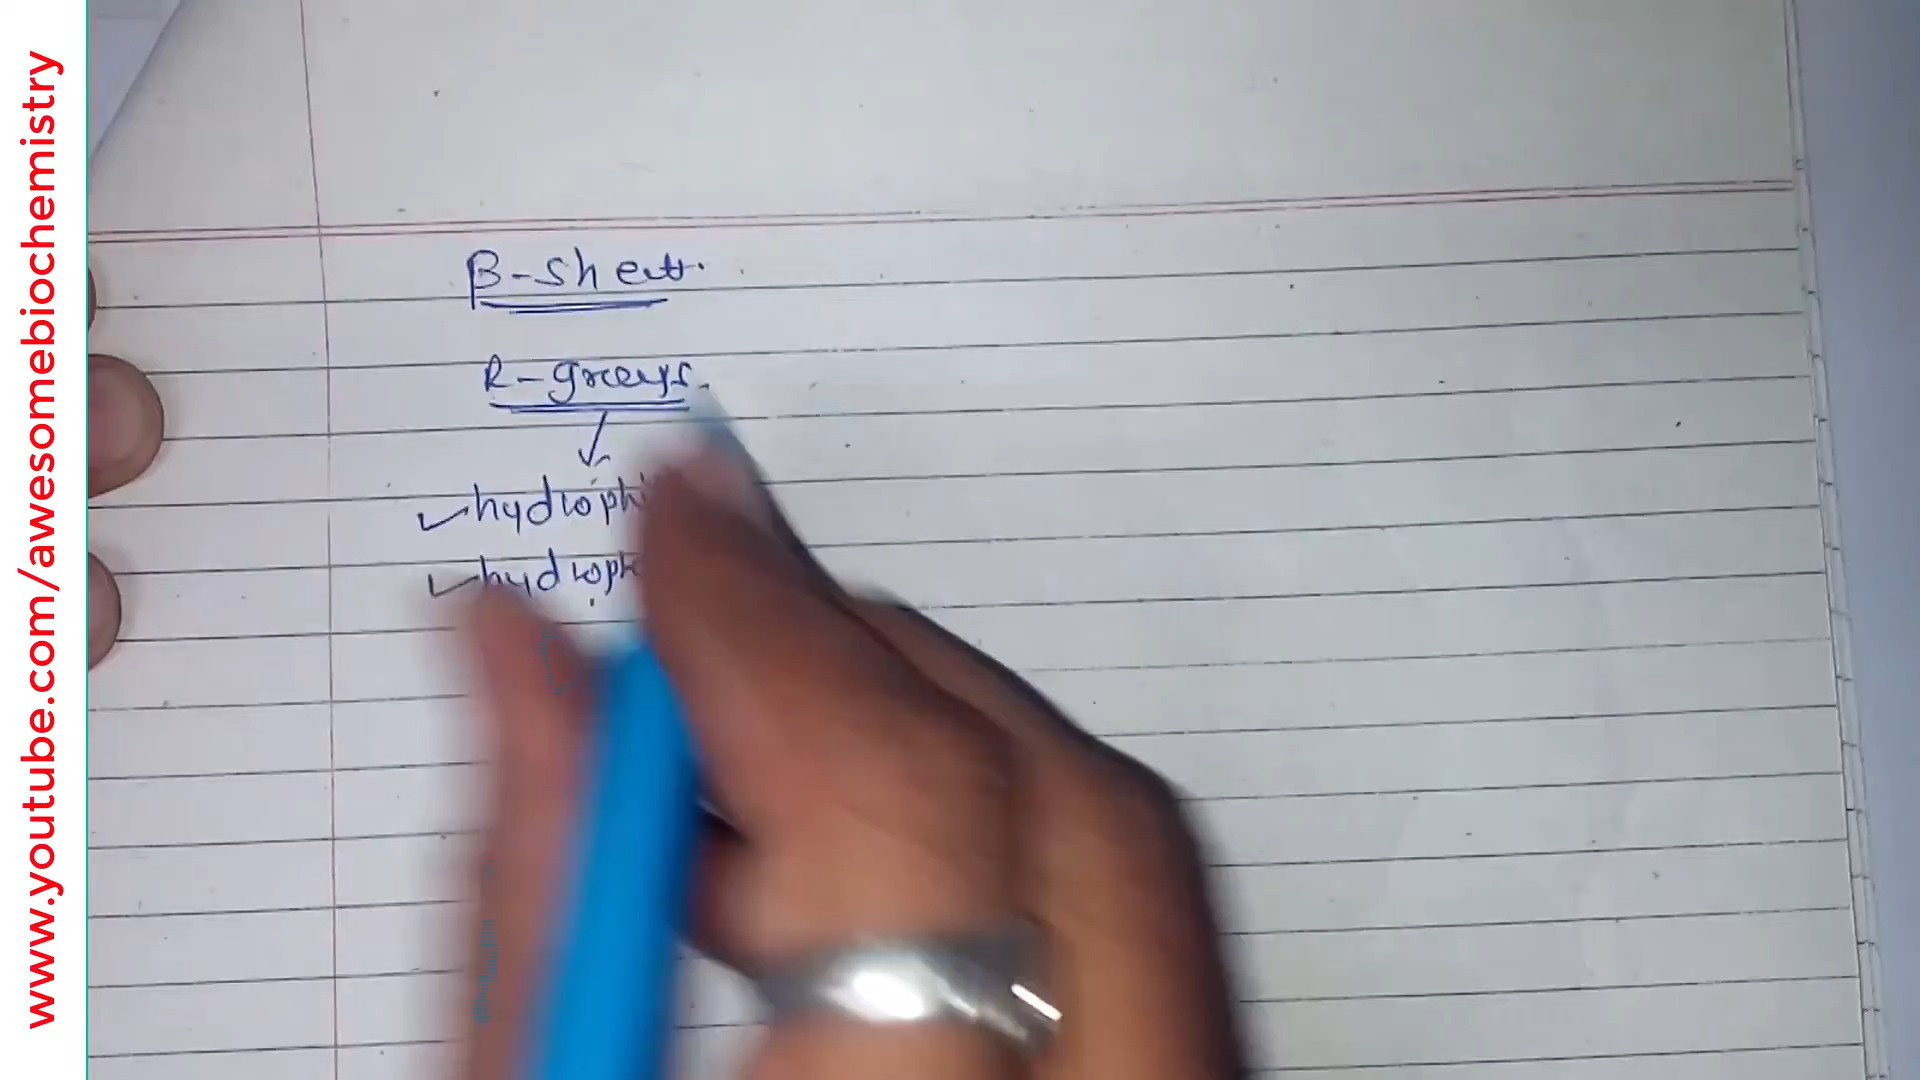 www.youtube.com/awesomebiochemistry
β-sheet.
R-groups.
✓hydrophi
✓hydroph